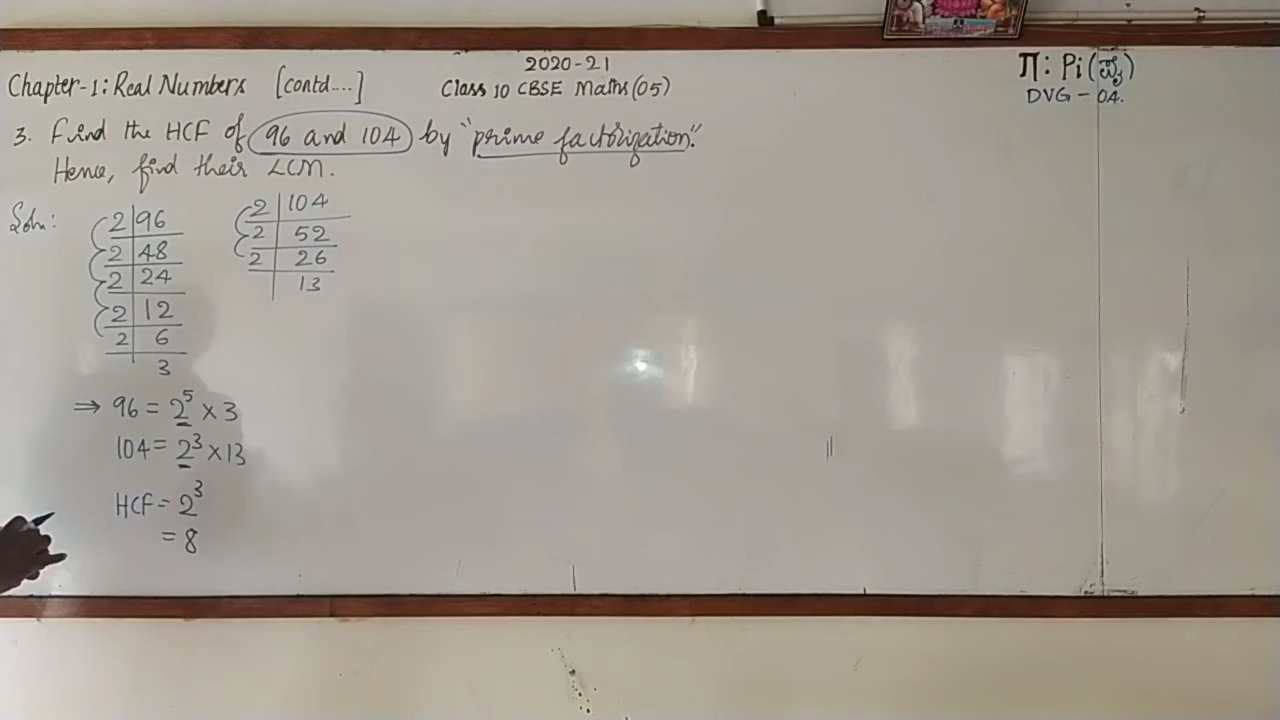 2020-21
Chapter-1: Real Numbers [contd....]
Class 10 CBSE Maths (05)
Π: Pi (ಪೈ)
DVG - 04.
3. Find the HCF of 96 and 104 by "prime factorization".
Hence, find their LCM.
Soln:
2 | 96
2 | 48
2 | 24
2 | 12
2 | 6
3
2 | 104
2 | 52
2 | 26
13
⇒ 96 = 2⁵ × 3
104 = 2³ × 13
HCF = 2³
= 8